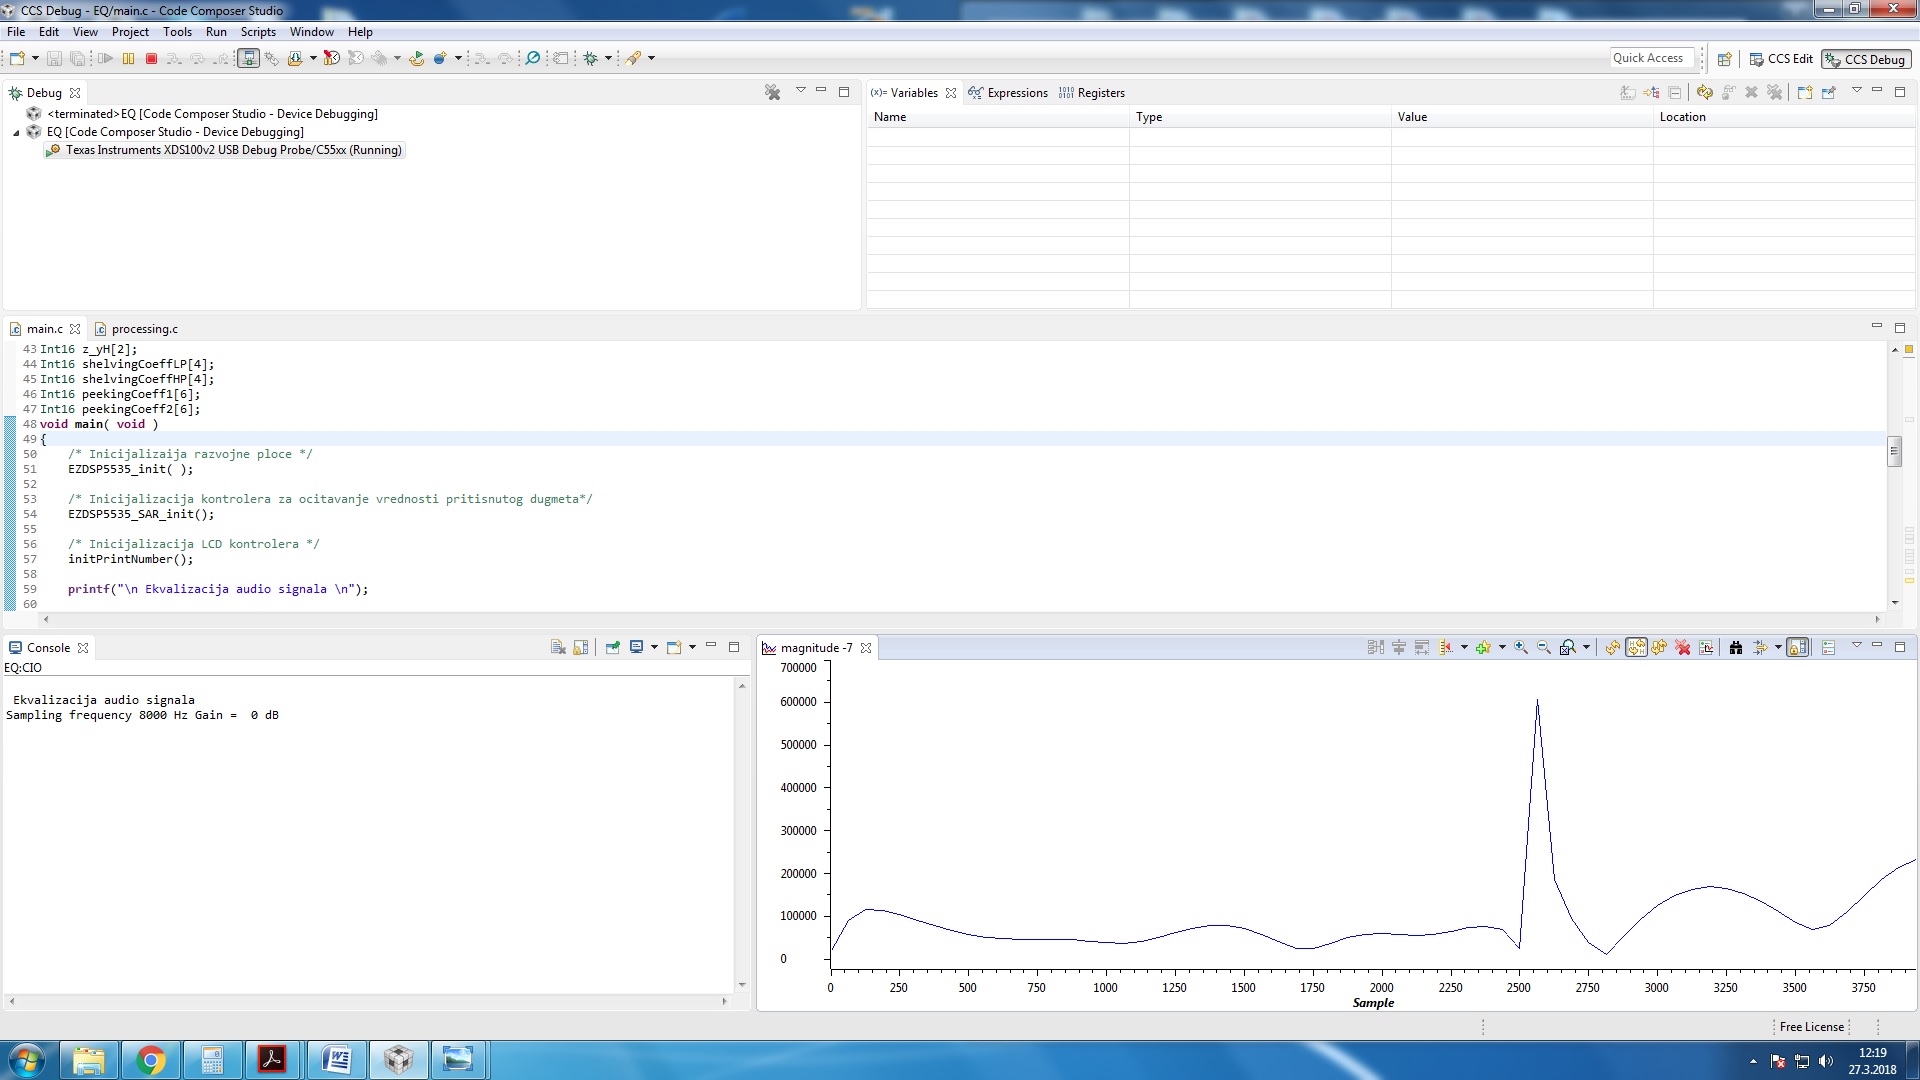 CCS Debug - EQ/main.c - Code Composer Studio
File Edit View Project Tools Run Scripts Window Help
Quick Access
CCS Edit
CCS Debug
Debug
<terminated>EQ [Code Composer Studio - Device Debugging]
EQ [Code Composer Studio - Device Debugging]
Texas Instruments XDS100v2 USB Debug Probe/C55xx (Running)
(x)= Variables
Expressions
1010 0101 Registers
Name Type Value Location
main.c
processing.c
43 Int16 z_yH[2];
44 Int16 shelvingCoeffLP[4];
45 Int16 shelvingCoeffHP[4];
46 Int16 peekingCoeff1[6];
47 Int16 peekingCoeff2[6];
48 void main( void )
49 {
50 /* Inicijalizaija razvojne ploce */
51 EZDSP5535_init( );
52
53 /* Inicijalizacija kontrolera za ocitavanje vrednosti pritisnutog dugmeta*/
54 EZDSP5535_SAR_init();
55
56 /* Inicijalizacija LCD kontrolera */
57 initPrintNumber();
58
59 printf("\n Ekvalizacija audio signala \n");
60
Console
EQ:CIO
Ekvalizacija audio signala
Sampling frequency 8000 Hz Gain = 0 dB
magnitude -7
700000
600000
500000
400000
300000
200000
100000
0
0 250 500 750 1000 1250 1500 1750 2000 2250 2500 2750 3000 3250 3500 3750
Sample
Free License
12:19
27.3.2018